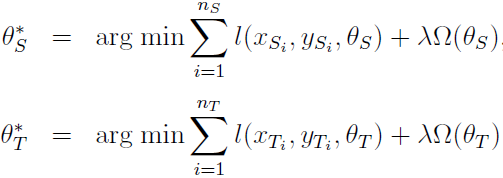 θ*_S = arg min ∑_{i=1}^{n_S} l(x_{S_i}, y_{S_i}, θ_S) + λΩ(θ_S).
θ*_T = arg min ∑_{i=1}^{n_T} l(x_{T_i}, y_{T_i}, θ_T) + λΩ(θ_T)